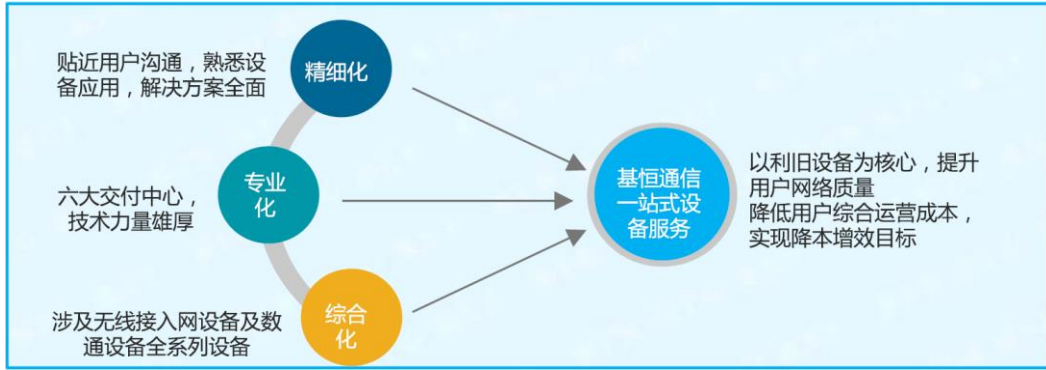 贴近用户沟通，熟悉设
备应用，解决方案全面
精细化
六大交付中心，
技术力量雄厚
专业
化
涉及无线接入网设备及数
通设备全系列设备
综合
化
基恒通信
一站式设
备服务
以利旧设备为核心，提升
用户网络质量
降低用户综合运营成本，
实现降本增效目标